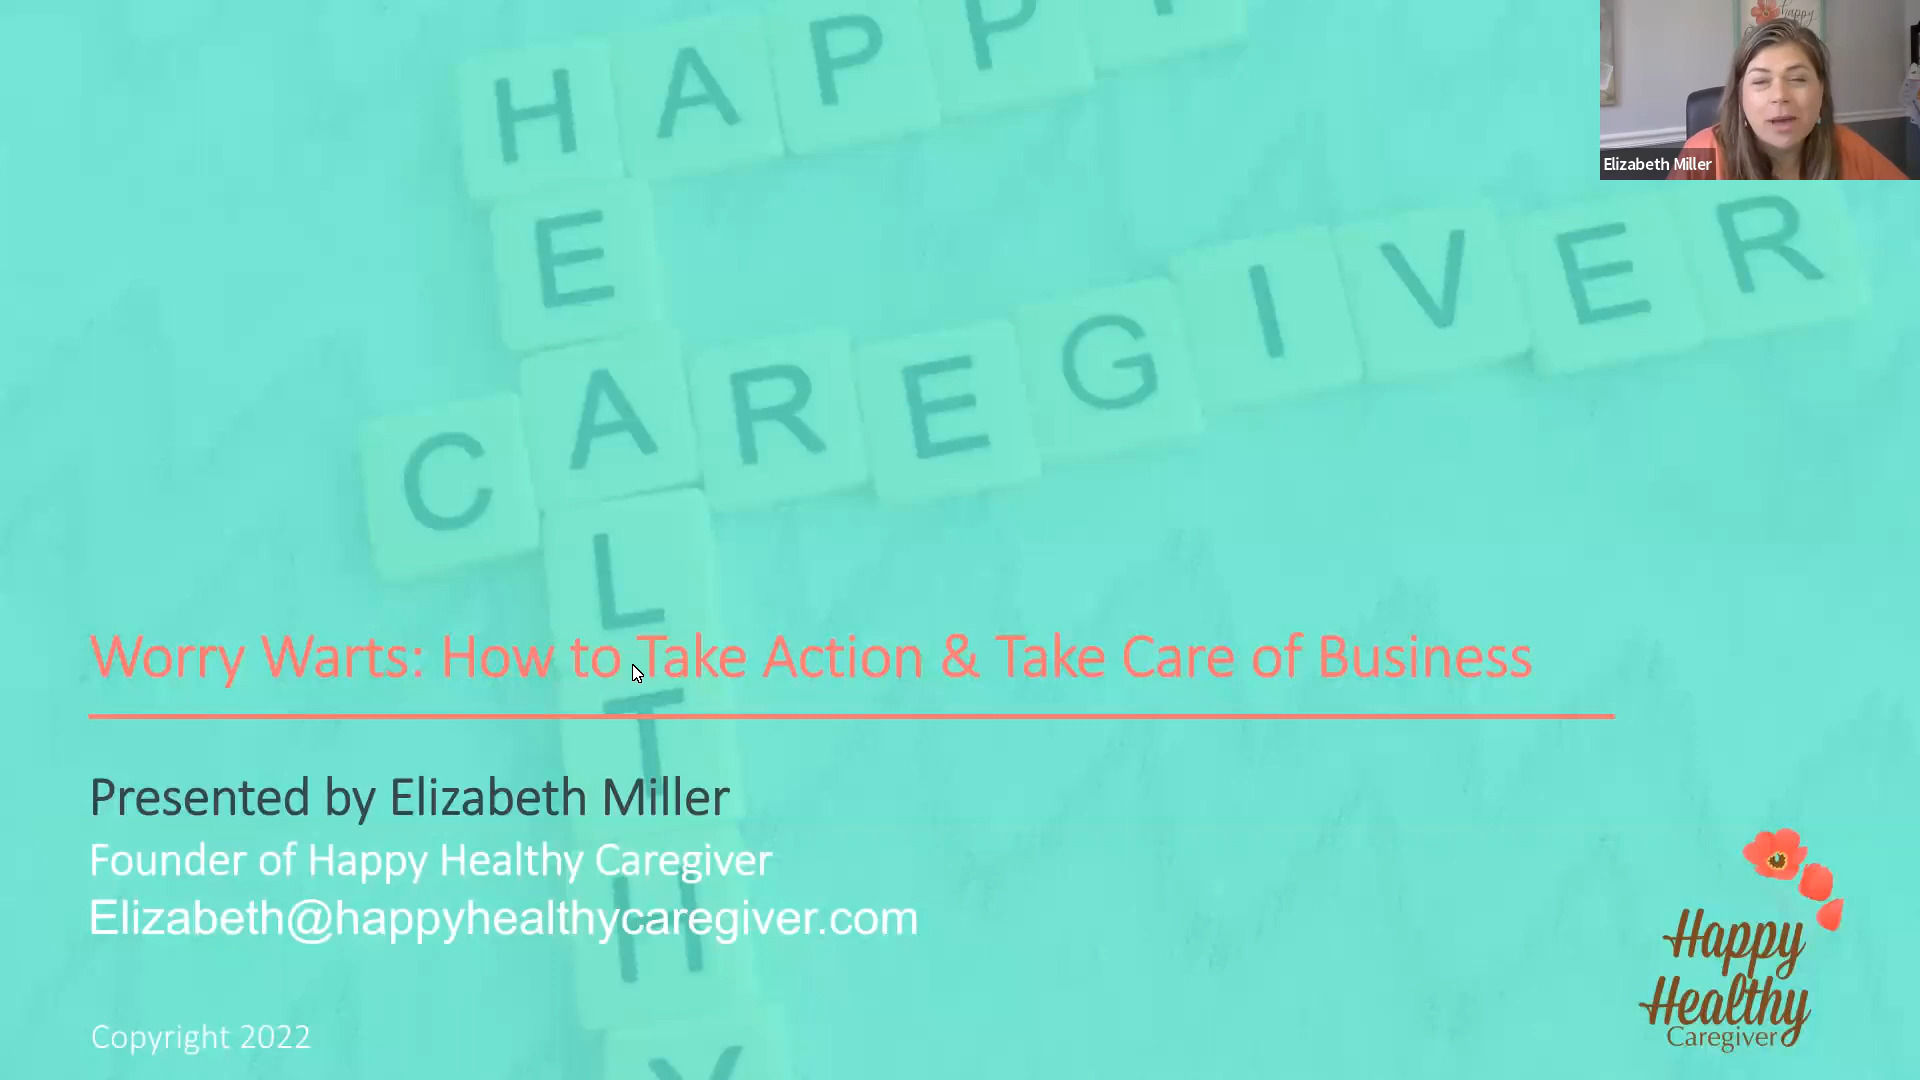 HAPPY
happy
Elizabeth Miller
HEALTHY
CAREGIVER
Worry Warts: How to Take Action & Take Care of Business
Presented by Elizabeth Miller
Founder of Happy Healthy Caregiver
Elizabeth@happyhealthycaregiver.com
Happy
Healthy
Caregiver
Copyright 2022